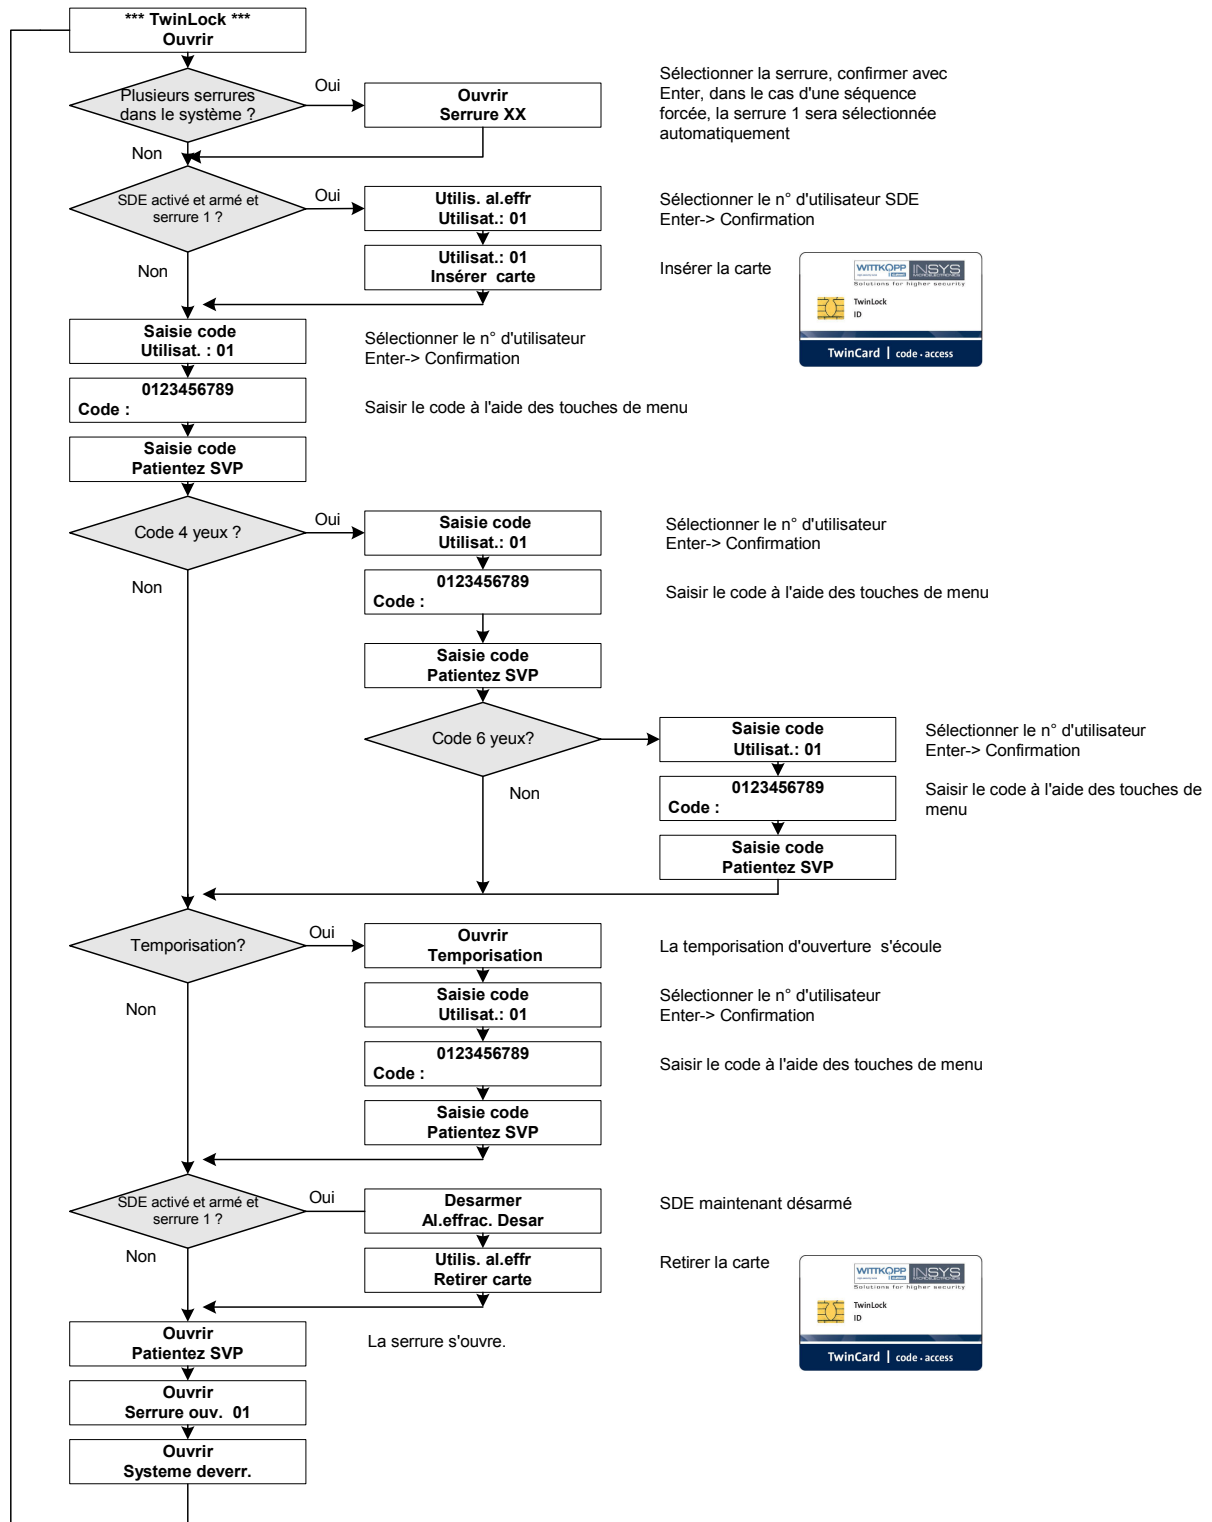 *** TwinLock ***
Ouvrir
Plusieurs serrures
dans le système ?
Oui
Ouvrir
Serrure XX
Sélectionner la serrure, confirmer avec
Enter, dans le cas d'une séquence
forcée, la serrure 1 sera sélectionnée
automatiquement
Non
SDE activé et armé et
serrure 1 ?
Oui
Utilis. al.effr
Utilisat.: 01
Sélectionner le n° d'utilisateur SDE
Enter-> Confirmation
Non
Utilisat.: 01
Insérer carte
Insérer la carte
WITTKOPP
INSYS
MICROELECTRONICS
Solutions for higher security
TwinLock
ID
TwinCard | code · access
Saisie code
Utilisat. : 01
Sélectionner le n° d'utilisateur
Enter-> Confirmation
0123456789
Code :
Saisir le code à l'aide des touches de menu
Saisie code
Patientez SVP
Code 4 yeux ?
Oui
Saisie code
Utilisat.: 01
Sélectionner le n° d'utilisateur
Enter-> Confirmation
Non
0123456789
Code :
Saisir le code à l'aide des touches de menu
Saisie code
Patientez SVP
Code 6 yeux?
Saisie code
Utilisat.: 01
Sélectionner le n° d'utilisateur
Enter-> Confirmation
Non
0123456789
Code :
Saisir le code à l'aide des touches de
menu
Saisie code
Patientez SVP
Temporisation?
Oui
Ouvrir
Temporisation
La temporisation d'ouverture s'écoule
Non
Saisie code
Utilisat.: 01
Sélectionner le n° d'utilisateur
Enter-> Confirmation
0123456789
Code :
Saisir le code à l'aide des touches de menu
Saisie code
Patientez SVP
SDE activé et armé et
serrure 1 ?
Oui
Desarmer
Al.effrac. Desar
SDE maintenant désarmé
Non
Utilis. al.effr
Retirer carte
Retirer la carte
WITTKOPP
INSYS
MICROELECTRONICS
Solutions for higher security
TwinLock
ID
TwinCard | code · access
Ouvrir
Patientez SVP
La serrure s'ouvre.
Ouvrir
Serrure ouv. 01
Ouvrir
Systeme deverr.